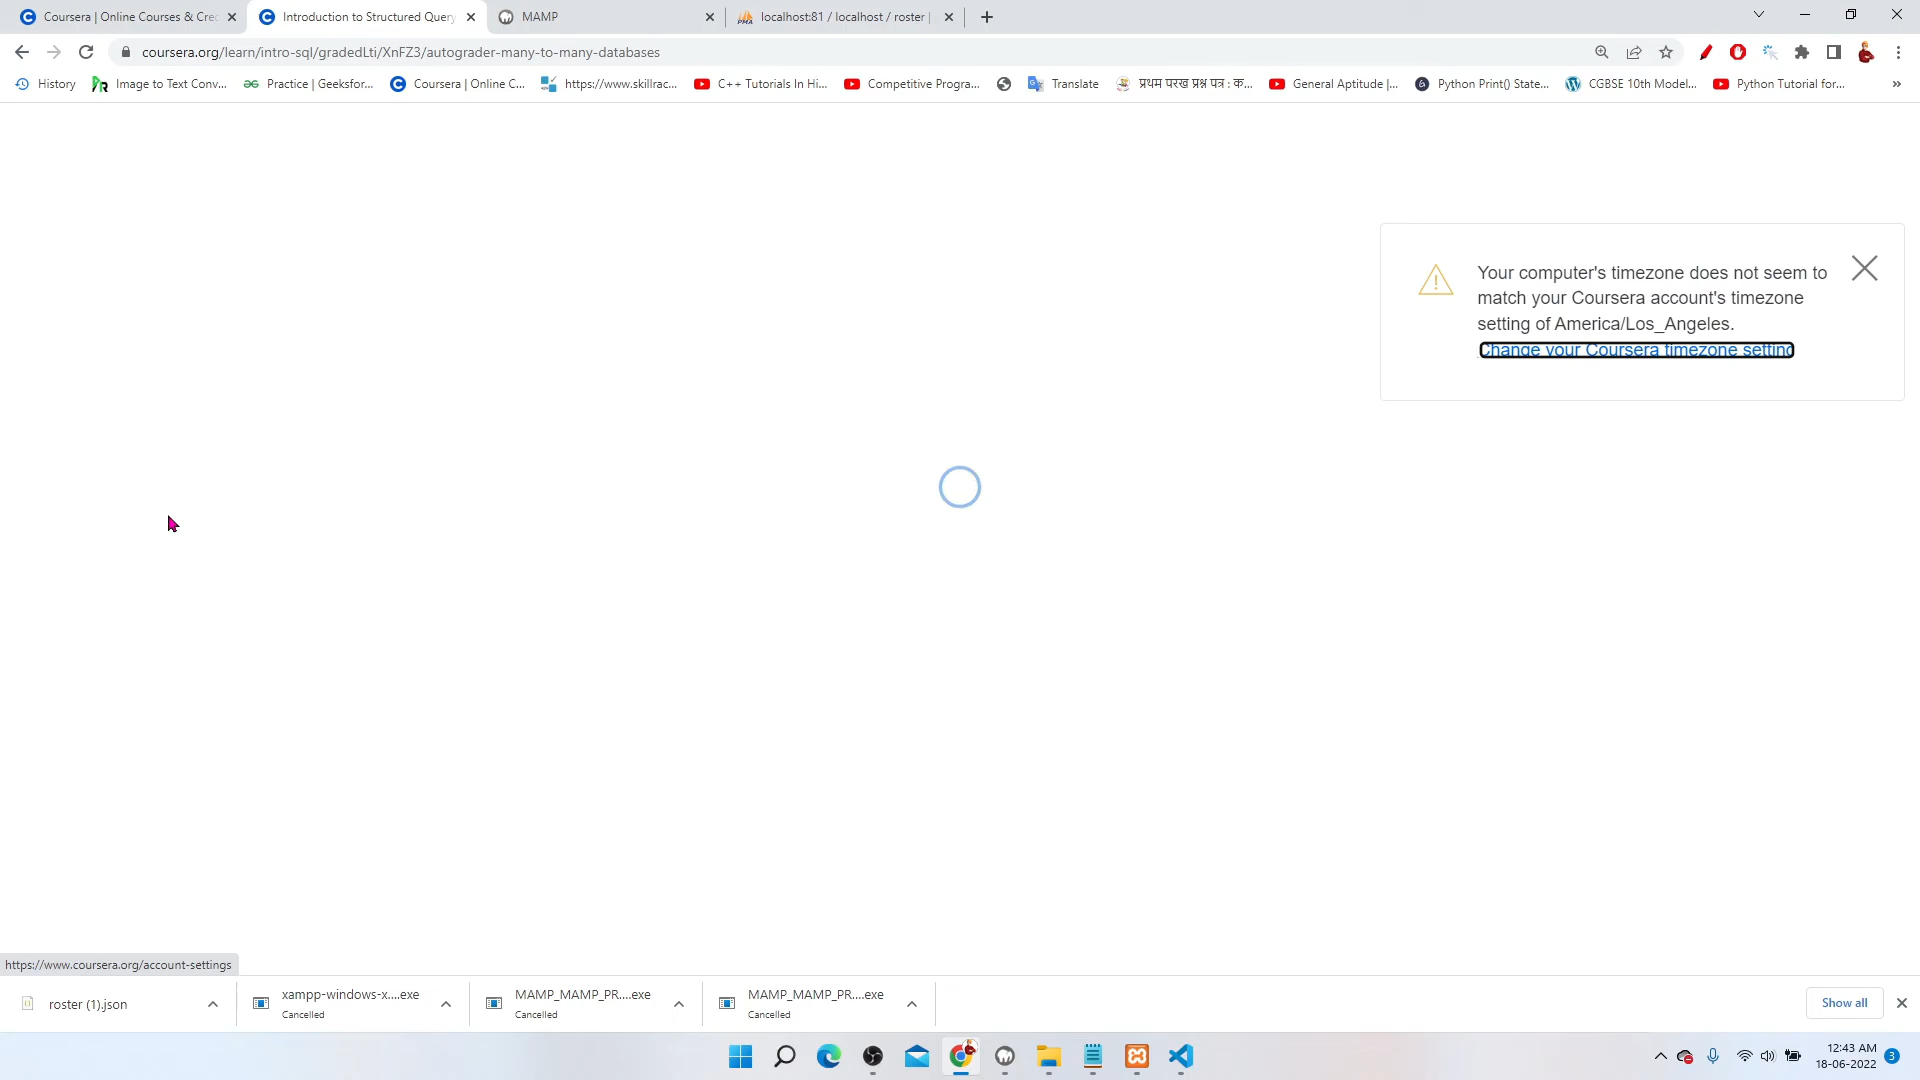 Coursera | Online Courses & Crec
Introduction to Structured Query
MAMP
localhost:81 / localhost / roster |
coursera.org/learn/intro-sql/gradedLti/XnFZ3/autograder-many-to-many-databases
History
Image to Text Conv...
Practice | Geeksfor...
Coursera | Online C...
https://www.skillrac...
C++ Tutorials In Hi...
Competitive Progra...
Translate
प्रथम परख प्रश्न पत्र : क...
General Aptitude |...
Python Print() State...
CGBSE 10th Model...
Python Tutorial for...
»
Your computer's timezone does not seem to
match your Coursera account's timezone
setting of America/Los_Angeles.
Change your Coursera timezone setting
https://www.coursera.org/account-settings
roster (1).json
xampp-windows-x....exe
Cancelled
MAMP_MAMP_PR....exe
Cancelled
MAMP_MAMP_PR....exe
Cancelled
Show all
12:43 AM
18-06-2022
3